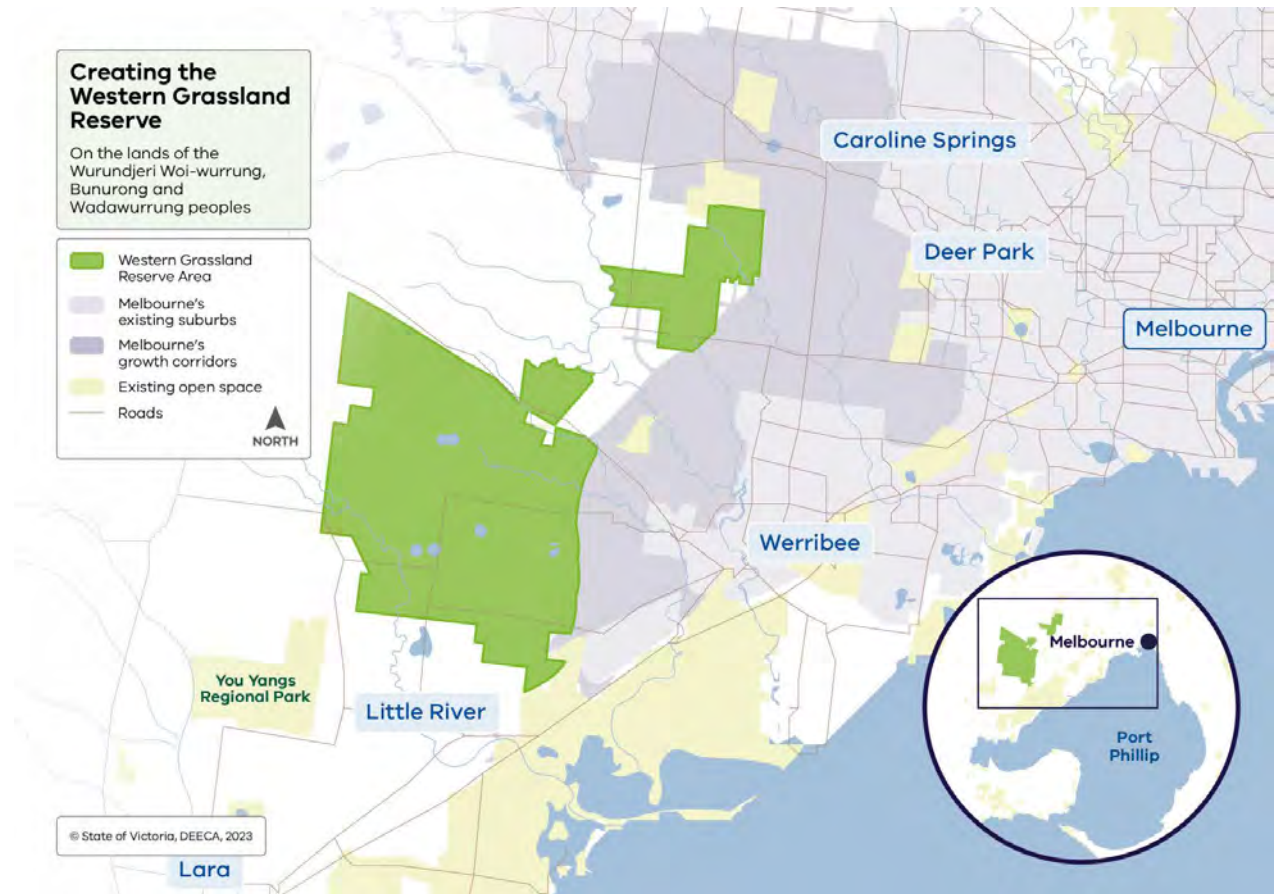 Creating the
Western Grassland
Reserve
On the lands of the
Wurundjeri Woi-wurrung,
Bunurong and
Wadawurrung peoples
Western Grassland
Reserve Area
Melbourne's
existing suburbs
Melbourne's
growth corridors
Existing open space
Roads
NORTH
Caroline Springs
Deer Park
Melbourne
Werribee
You Yangs
Regional Park
Little River
Lara
Melbourne
Port
Phillip
© State of Victoria, DEECA, 2023